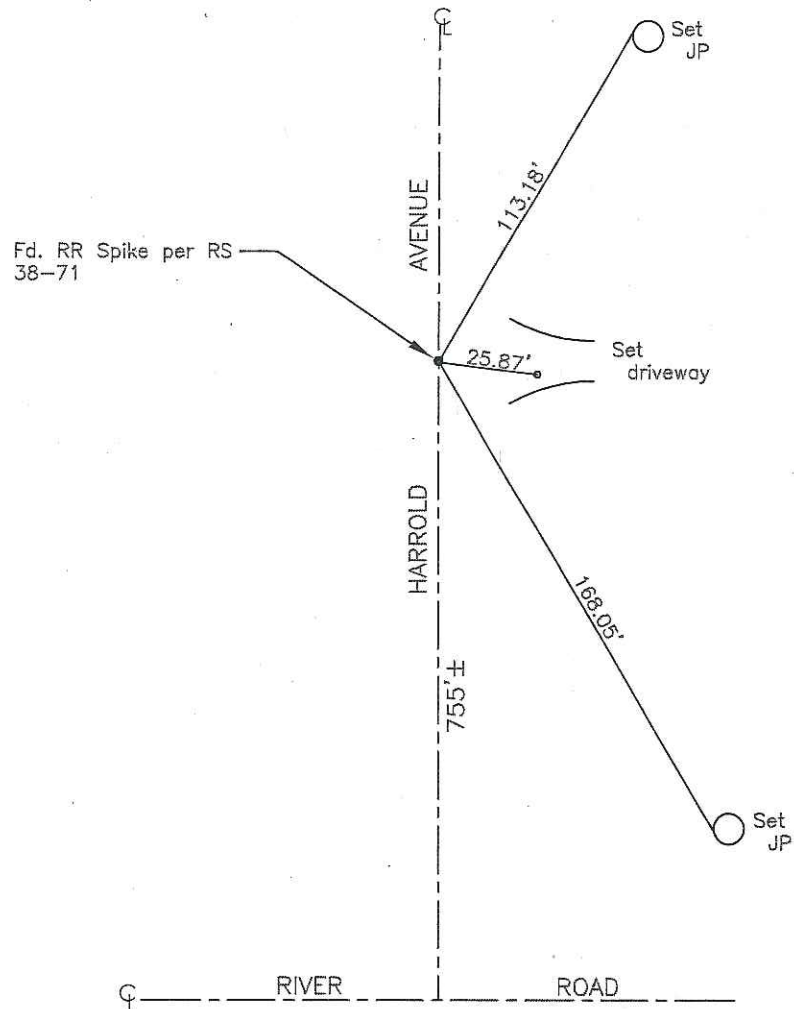 ℄
Set
JP
AVENUE
113.18'
Fd. RR Spike per RS
38-71
25.87'
Set
driveway
HARROLD
168.05'
755'±
Set
JP
RIVER ROAD
℄